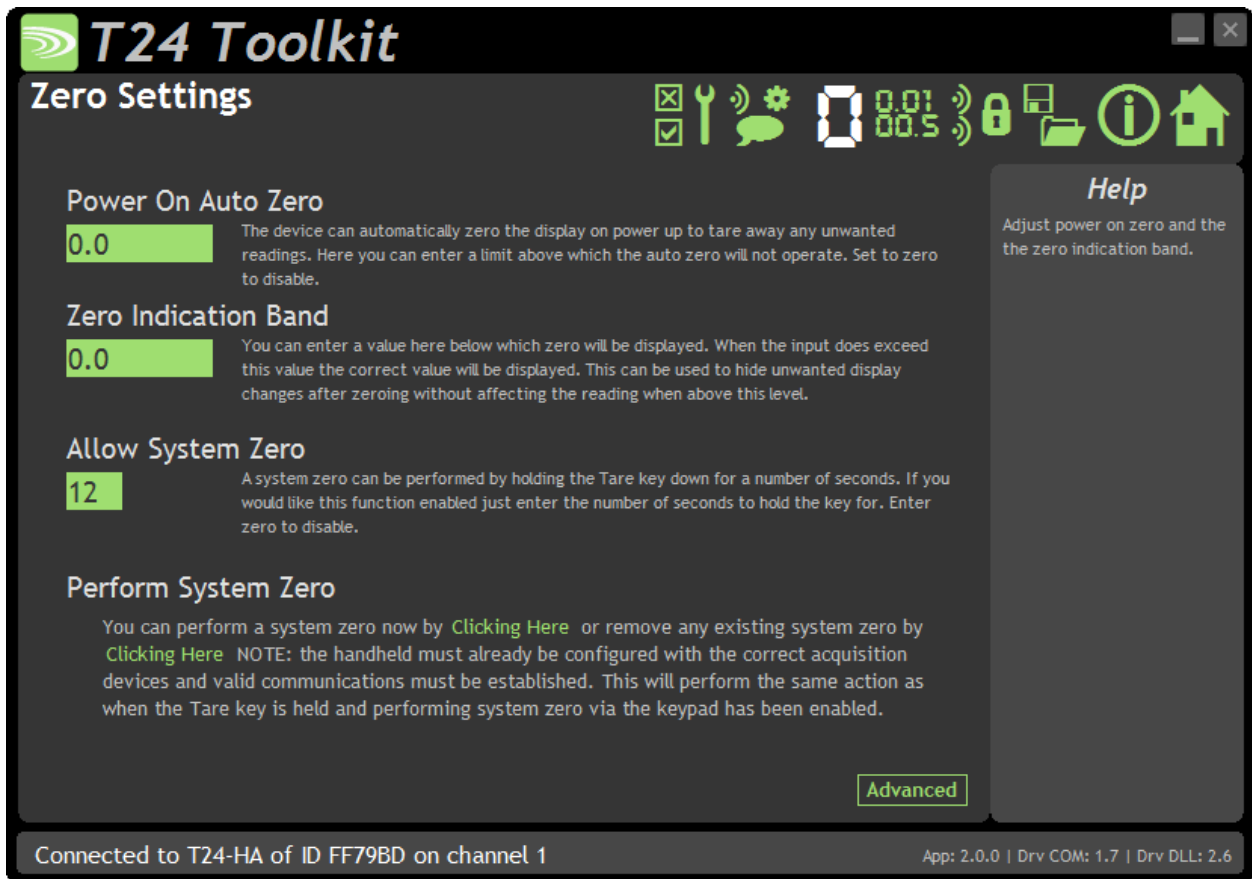 T24 Toolkit
Zero Settings
0
0.01
00.5
Power On Auto Zero
0.0
The device can automatically zero the display on power up to tare away any unwanted
readings. Here you can enter a limit above which the auto zero will not operate. Set to zero
to disable.
Zero Indication Band
0.0
You can enter a value here below which zero will be displayed. When the input does exceed
this value the correct value will be displayed. This can be used to hide unwanted display
changes after zeroing without affecting the reading when above this level.
Allow System Zero
12
A system zero can be performed by holding the Tare key down for a number of seconds. If you
would like this function enabled just enter the number of seconds to hold the key for. Enter
zero to disable.
Perform System Zero
You can perform a system zero now by Clicking Here or remove any existing system zero by
Clicking Here NOTE: the handheld must already be configured with the correct acquisition
devices and valid communications must be established. This will perform the same action as
when the Tare key is held and performing system zero via the keypad has been enabled.
Advanced
Help
Adjust power on zero and the
the zero indication band.
Connected to T24-HA of ID FF79BD on channel 1
App: 2.0.0 | Drv COM: 1.7 | Drv DLL: 2.6